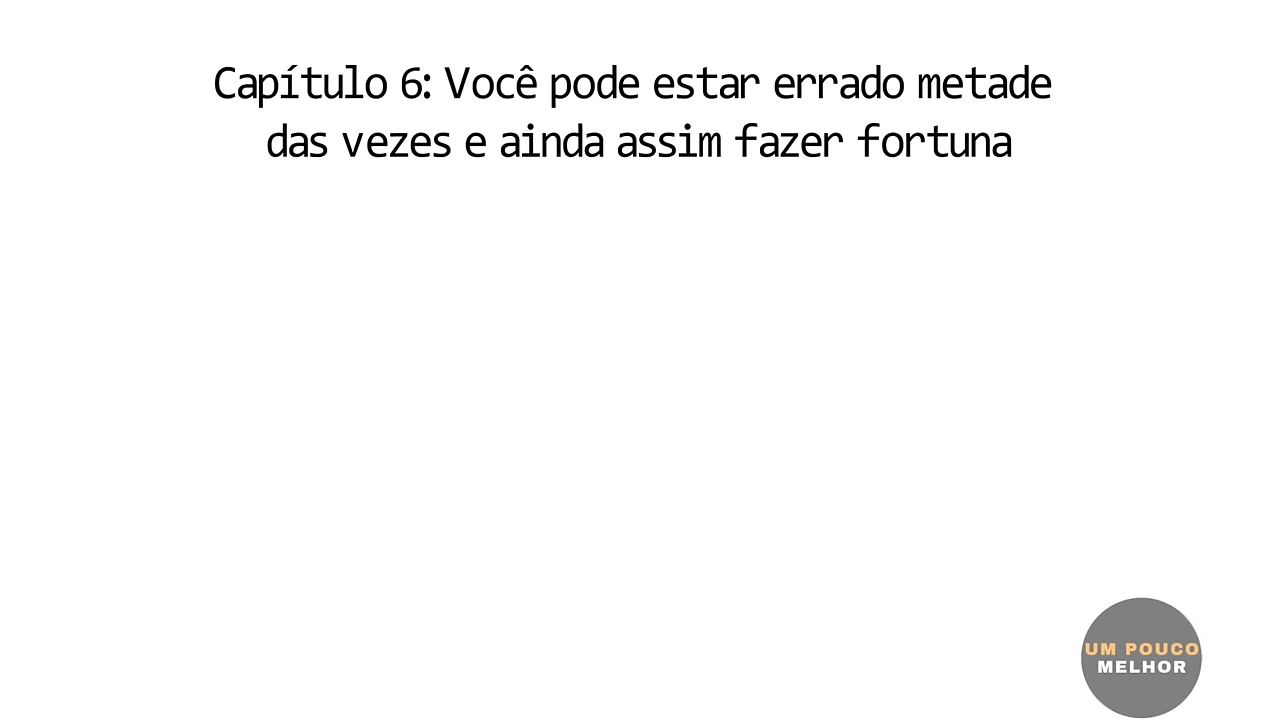 Capítulo 6: Você pode estar errado metade
das vezes e ainda assim fazer fortuna
UM POUCO
MELHOR